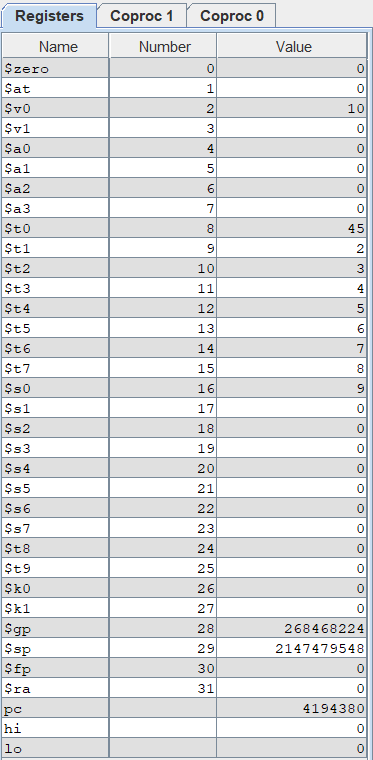 Registers Coproc 1 Coproc 0
Name Number Value
$zero 0 0
$at 1 0
$v0 2 10
$v1 3 0
$a0 4 0
$a1 5 0
$a2 6 0
$a3 7 0
$t0 8 45
$t1 9 2
$t2 10 3
$t3 11 4
$t4 12 5
$t5 13 6
$t6 14 7
$t7 15 8
$s0 16 9
$s1 17 0
$s2 18 0
$s3 19 0
$s4 20 0
$s5 21 0
$s6 22 0
$s7 23 0
$t8 24 0
$t9 25 0
$k0 26 0
$k1 27 0
$gp 28 268468224
$sp 29 2147479548
$fp 30 0
$ra 31 0
pc 4194380
hi 0
lo 0